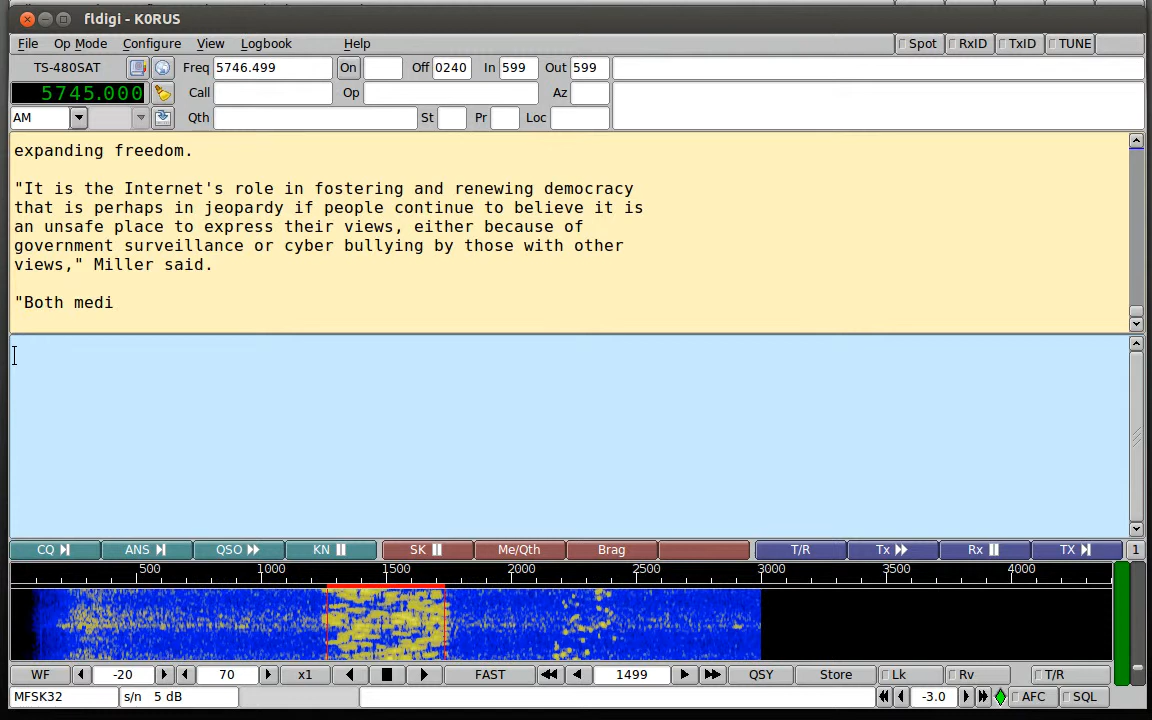 fldigi - K0RUS
File Op Mode Configure View Logbook Help Spot RxID TxID TUNE
TS-480SAT Freq 5746.499 On Off 0240 In 599 Out 599
5745.000 Call Op Az
AM Qth St Pr Loc
expanding freedom.
"It is the Internet's role in fostering and renewing democracy
that is perhaps in jeopardy if people continue to believe it is
an unsafe place to express their views, either because of
government surveillance or cyber bullying by those with other
views," Miller said.
"Both medi
CQ ANS QSO KN SK Me/Qth Brag T/R Tx Rx TX 1
500 1000 1500 2000 2500 3000 3500 4000
WF -20 70 x1 FAST 1499 QSY Store Lk Rv T/R
MFSK32 s/n 5 dB -3.0 AFC SQL